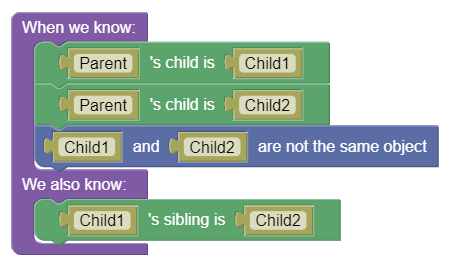 When we know:
Parent 's child is Child1
Parent 's child is Child2
Child1 and Child2 are not the same object
We also know:
Child1 's sibling is Child2